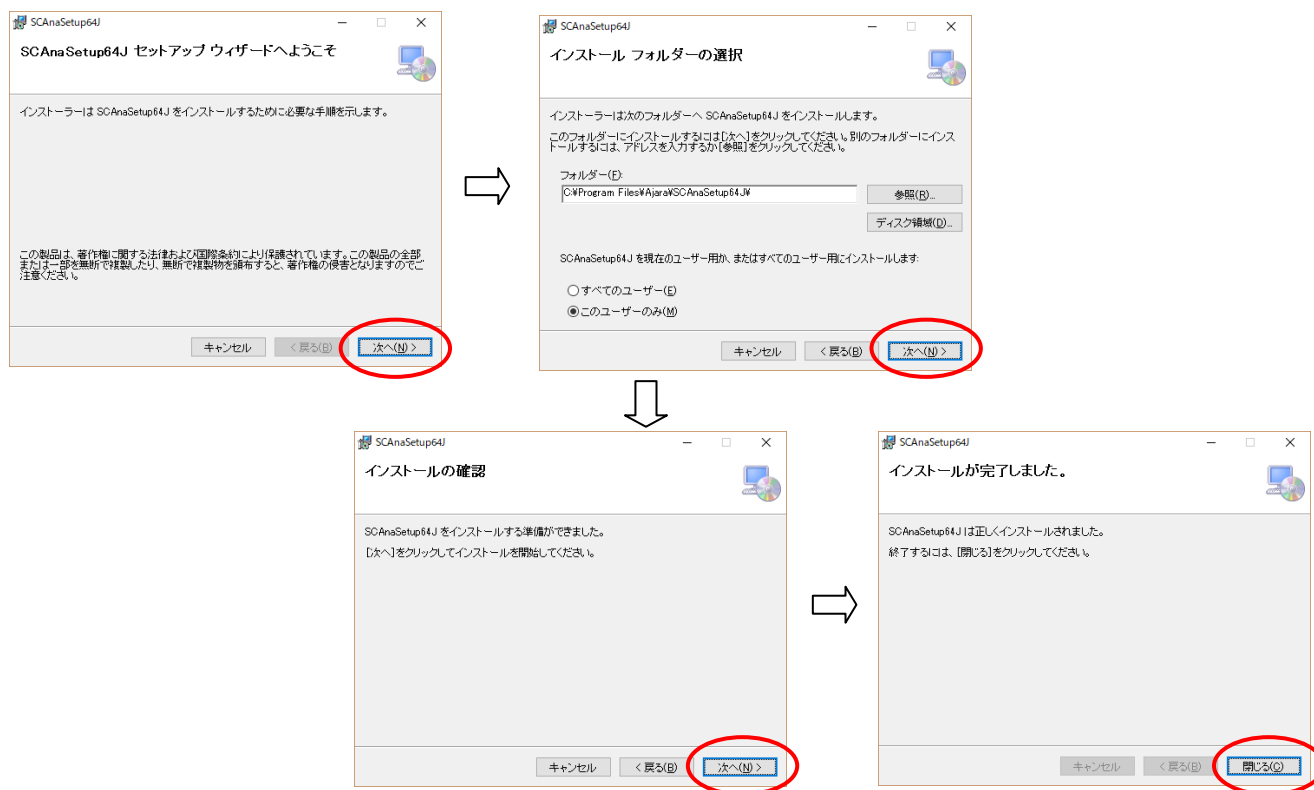 SCAnaSetup64J
SCAnaSetup64J セットアップ ウィザードへようこそ
インストーラーは SCAnaSetup64J をインストールするために必要な手順を示します。
この製品は、著作権に関する法律および国際条約により保護されています。この製品の全部
または一部を無断で複製したり、無断で複製物を頒布すると、著作権の侵害となりますのでご
注意ください。
キャンセル
< 戻る(B)
次へ(N) >
SCAnaSetup64J
インストール フォルダーの選択
インストーラーは次のフォルダーへ SCAnaSetup64J をインストールします。
このフォルダーにインストールするには[次へ]をクリックしてください。別のフォルダーにインス
トールするには、アドレスを入力するか[参照]をクリックしてください。
フォルダー(F):
C:¥Program Files¥Ajara¥SCAnaSetup64J¥
参照(R)...
ディスク領域(D)...
SCAnaSetup64J を現在のユーザー用か、またはすべてのユーザー用にインストールします:
すべてのユーザー(E)
このユーザーのみ(M)
キャンセル
< 戻る(B)
次へ(N) >
SCAnaSetup64J
インストールの確認
SCAnaSetup64J をインストールする準備ができました。
[次へ]をクリックしてインストールを開始してください。
キャンセル
< 戻る(B)
次へ(N) >
SCAnaSetup64J
インストールが完了しました。
SCAnaSetup64J は正しくインストールされました。
終了するには、[閉じる]をクリックしてください。
キャンセル
< 戻る(B)
閉じる(C)